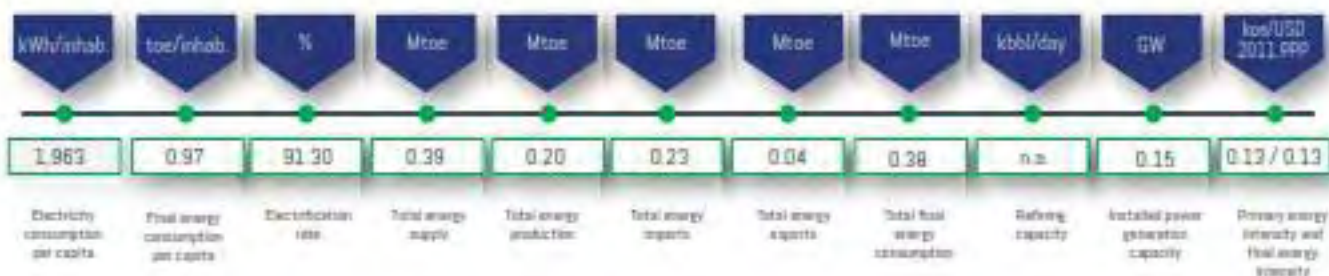 kWh/inhab. toe/inhab. % Mtoe Mtoe Mtoe Mtoe Mtoe kbbl/day GW koe/USD
2011 PPP
1.963 0.97 91.30 0.39 0.20 0.23 0.04 0.38 n.a. 0.15 0.13 / 0.13
Electricity
consumption
per capita
Final energy
consumption
per capita
Electrification
rate
Total energy
supply
Total energy
production
Total energy
imports
Total energy
exports
Total final
energy
consumption
Refining
capacity
Installed power
generation
capacity
Primary energy
intensity and
final energy
intensity